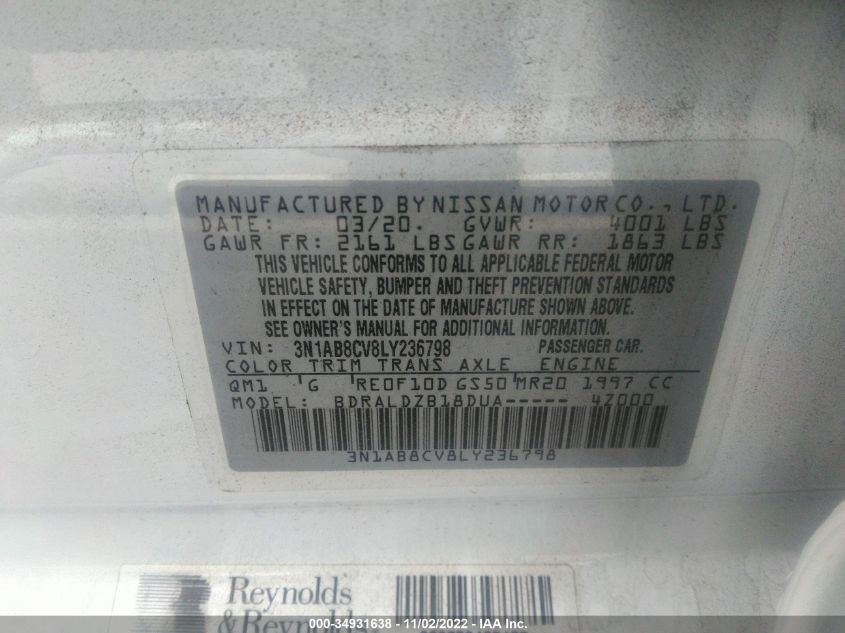 MANUFACTURED BY NISSAN MOTOR CO., LTD.
DATE: 03/20. GVWR: 4001 LBS
GAWR FR: 2161 LBS GAWR RR: 1863 LBS
THIS VEHICLE CONFORMS TO ALL APPLICABLE FEDERAL MOTOR
VEHICLE SAFETY, BUMPER AND THEFT PREVENTION STANDARDS
IN EFFECT ON THE DATE OF MANUFACTURE SHOWN ABOVE.
SEE OWNER'S MANUAL FOR ADDITIONAL INFORMATION.
VIN: 3N1AB8CV8LY236798 PASSENGER CAR.
COLOR TRIM TRANS AXLE ENGINE
QM1 G RE0F10D GS50 MR20 1997 CC
MODEL: BDRALDZB18DUA----- 4Z000
3N1AB8CV8LY236798
Reynolds
& Reynolds
000-34931638 - 11/02/2022 - IAA Inc.